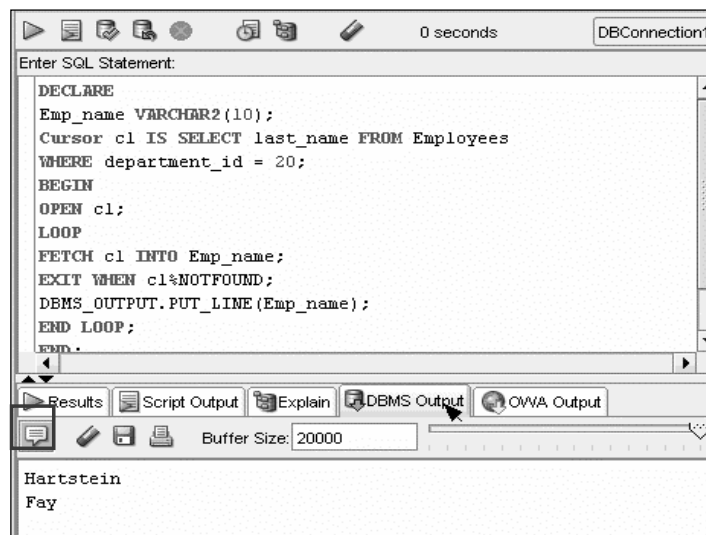 0 seconds
DBConnection1
Enter SQL Statement:
DECLARE
Emp_name VARCHAR2(10);
Cursor c1 IS SELECT last_name FROM Employees
WHERE department_id = 20;
BEGIN
OPEN c1;
LOOP
FETCH c1 INTO Emp_name;
EXIT WHEN c1%NOTFOUND;
DBMS_OUTPUT.PUT_LINE(Emp_name);
END LOOP;
END;
Results Script Output Explain DBMS Output OWA Output
Buffer Size: 20000
Hartstein
Fay